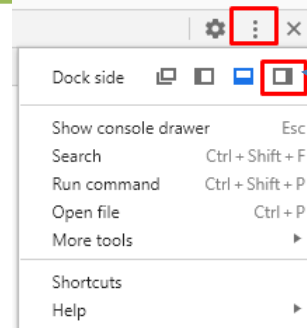 Dock side
Show console drawer Esc
Search Ctrl + Shift + F
Run command Ctrl + Shift + P
Open file Ctrl + P
More tools
Shortcuts
Help